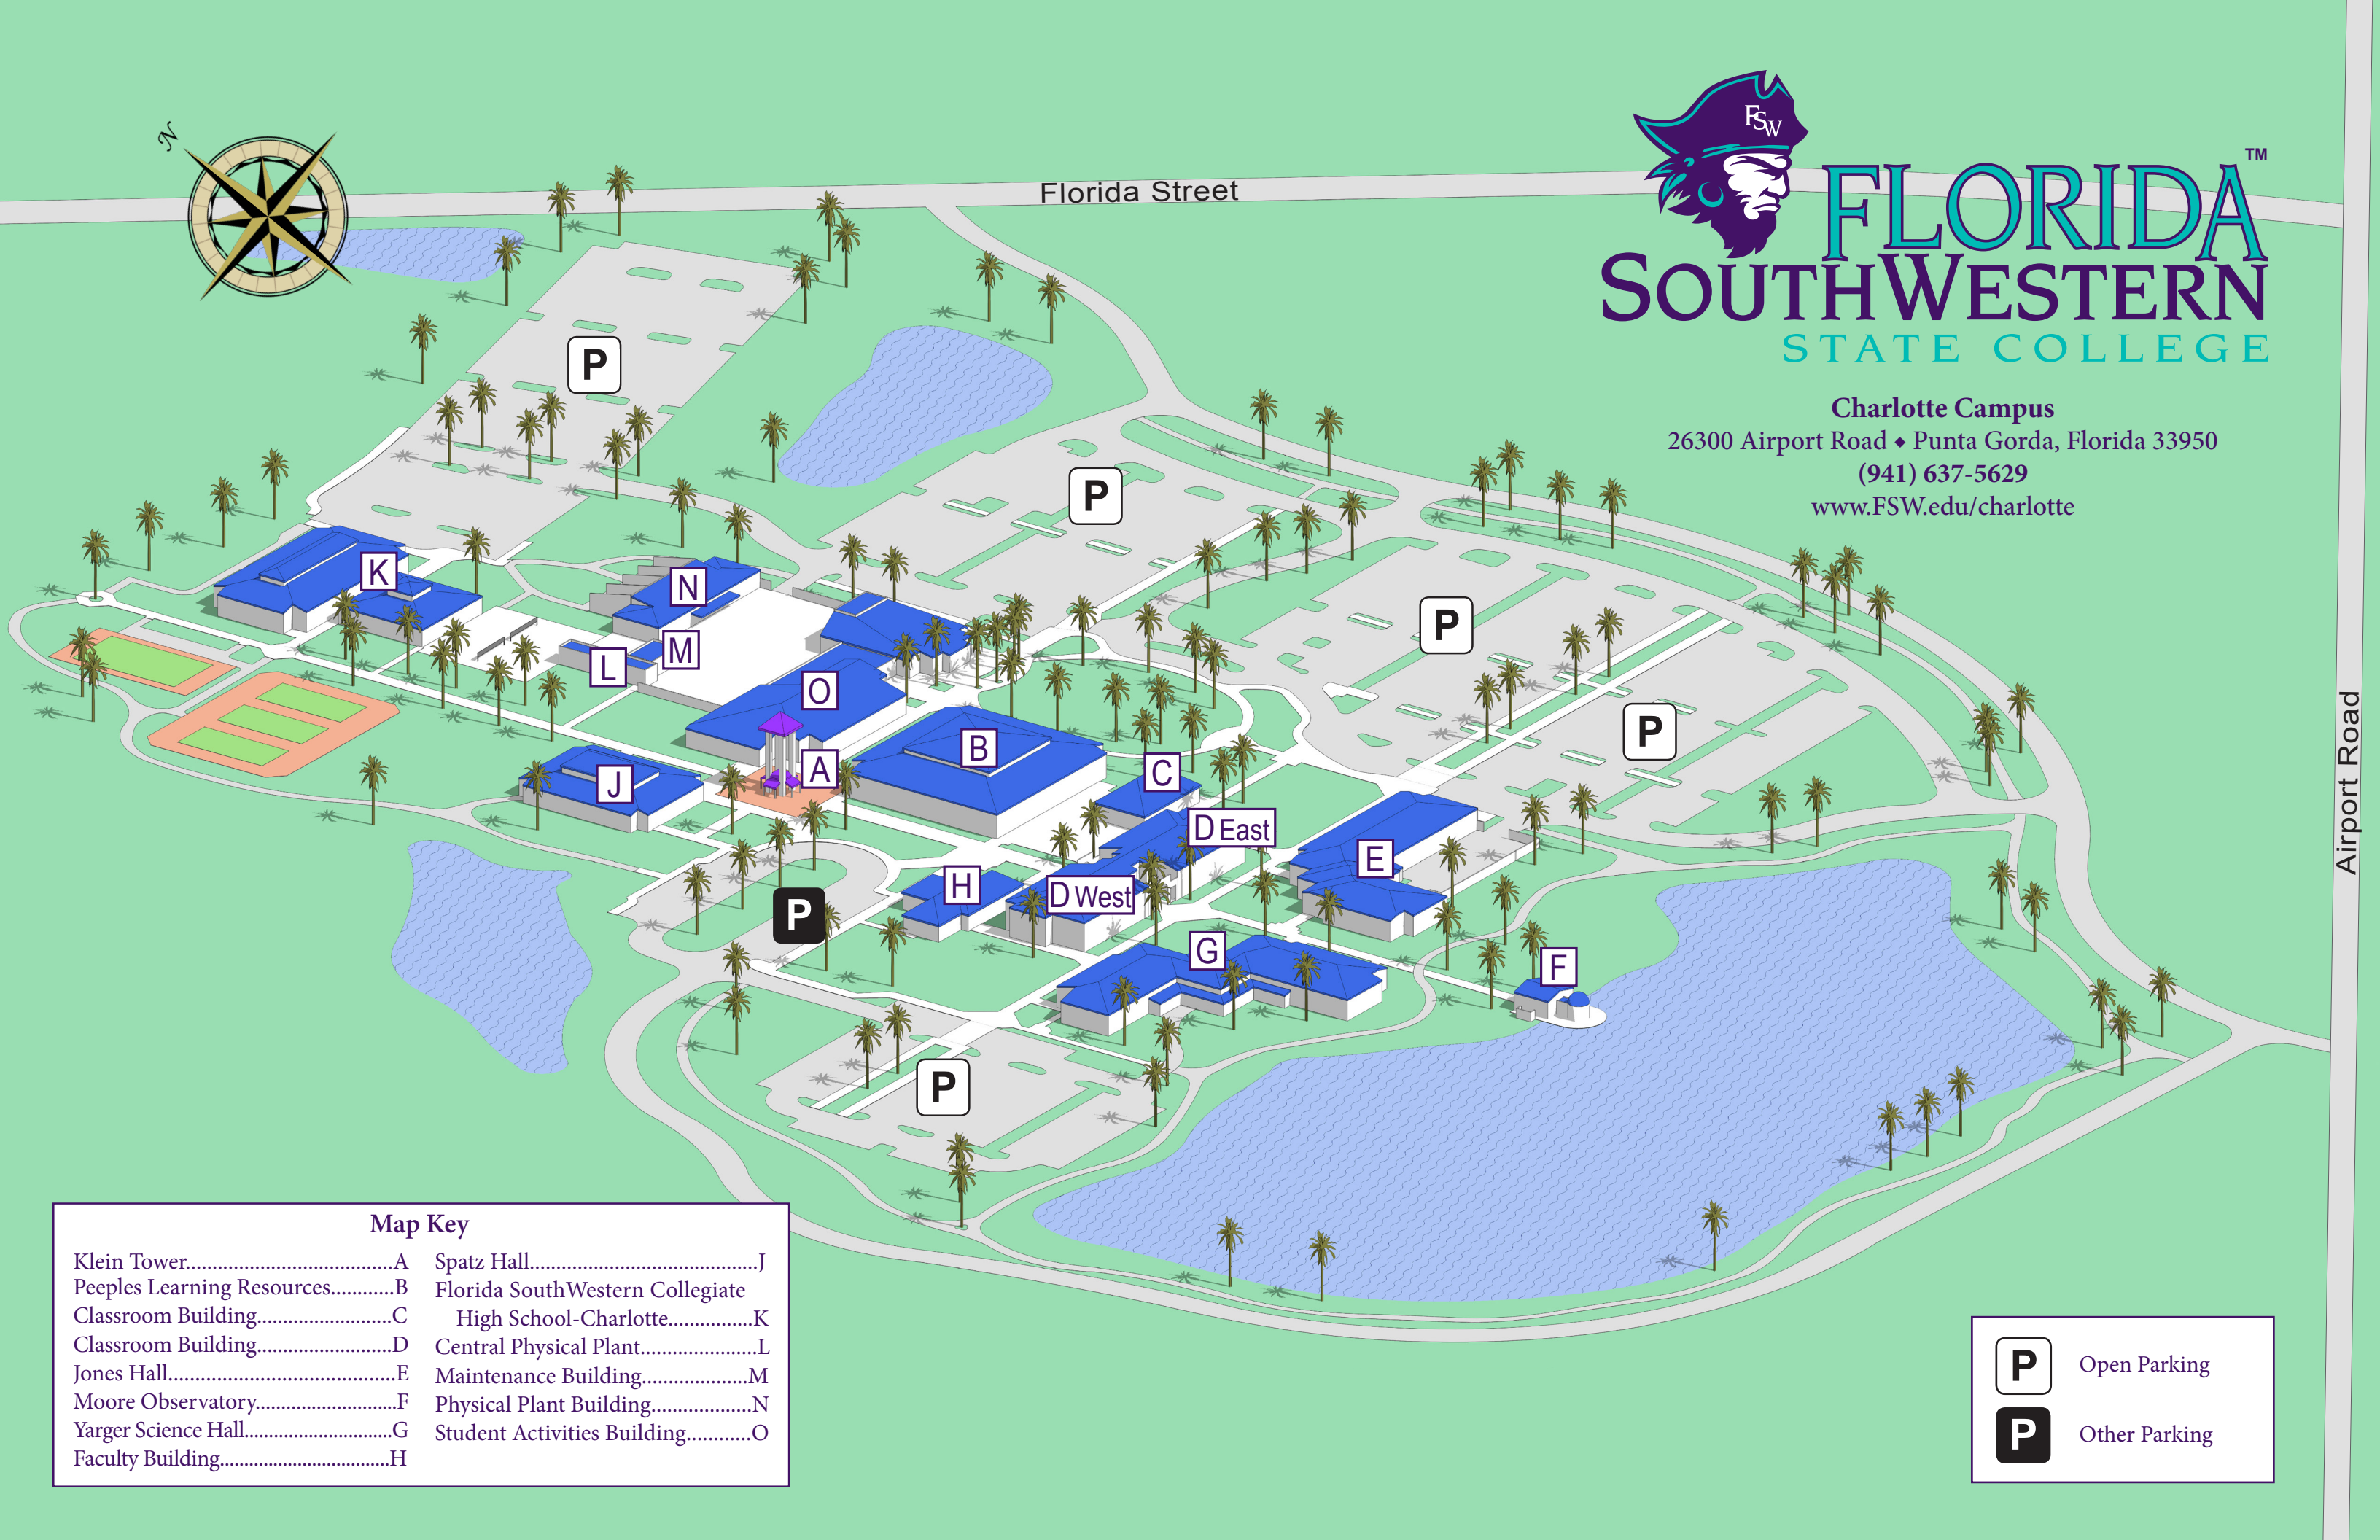 N
Florida Street
FSW
FLORIDA™
SOUTHWESTERN
STATE COLLEGE
Charlotte Campus
26300 Airport Road ◆ Punta Gorda, Florida 33950
(941) 637-5629
www.FSW.edu/charlotte
Airport Road
P
P
P
P
K
N
M
L
O
A
B
J
C
D East
E
H
D West
P
G
F
P
Map Key
Klein Tower........................................A
Peeples Learning Resources............B
Classroom Building..........................C
Classroom Building..........................D
Jones Hall............................................E
Moore Observatory...........................F
Yarger Science Hall............................G
Faculty Building.................................H
Spatz Hall............................................J
Florida SouthWestern Collegiate
High School-Charlotte................K
Central Physical Plant......................L
Maintenance Building.....................M
Physical Plant Building...................N
Student Activities Building............O
P Open Parking
P Other Parking